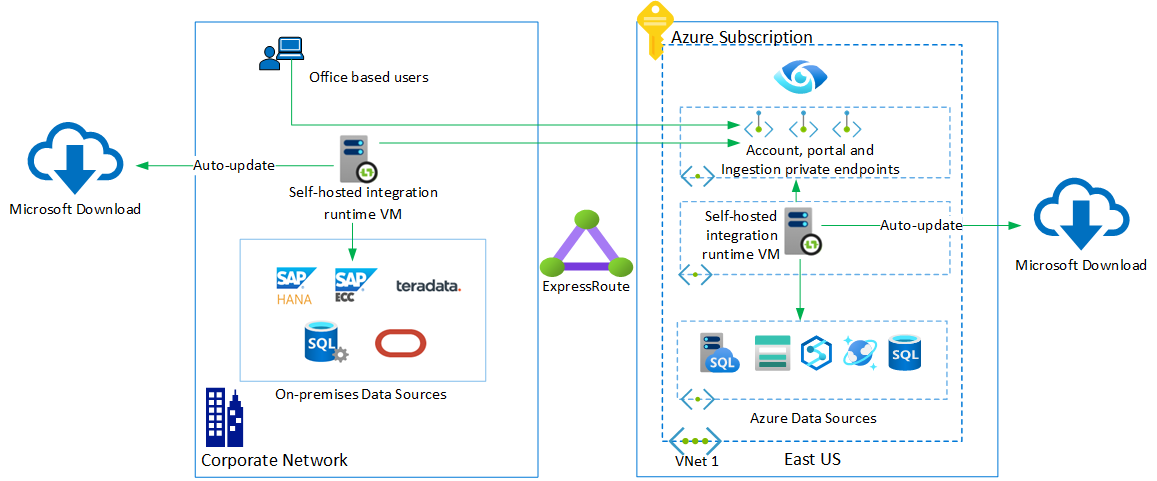 Office based users
Auto-update
Microsoft Download
Self-hosted integration
runtime VM
SAP
HANA
SAP
ECC
teradata.
SQL
On-premises Data Sources
Corporate Network
ExpressRoute
Azure Subscription
Account, portal and
Ingestion private endpoints
Self-hosted
integration
runtime VM
Auto-update
Microsoft Download
SQL
SQL
Azure Data Sources
VNet 1
East US